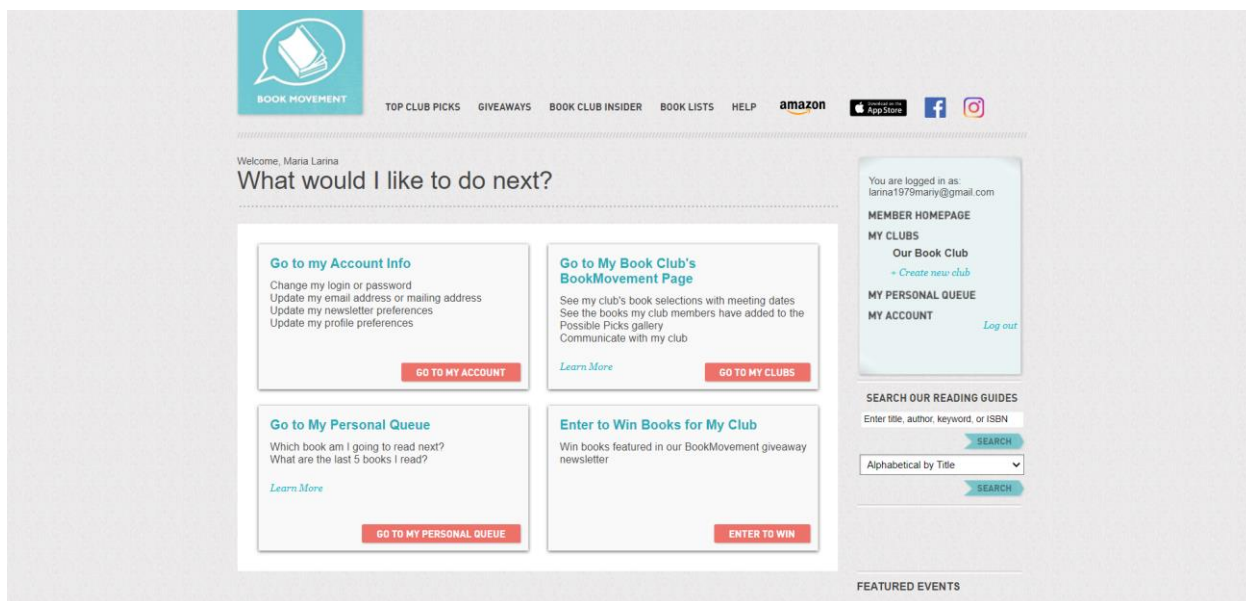 BOOK MOVEMENT
TOP CLUB PICKS GIVEAWAYS BOOK CLUB INSIDER BOOK LISTS HELP amazon Download on the App Store
Welcome, Maria Larina
What would I like to do next?
Go to my Account Info
Change my login or password
Update my email address or mailing address
Update my newsletter preferences
Update my profile preferences
GO TO MY ACCOUNT
Go to My Book Club's
BookMovement Page
See my club's book selections with meeting dates
See the books my club members have added to the
Possible Picks gallery
Communicate with my club
Learn More
GO TO MY CLUBS
Go to My Personal Queue
Which book am I going to read next?
What are the last 5 books I read?
Learn More
GO TO MY PERSONAL QUEUE
Enter to Win Books for My Club
Win books featured in our BookMovement giveaway
newsletter
ENTER TO WIN
You are logged in as:
larina1979mariy@gmail.com
MEMBER HOMEPAGE
MY CLUBS
Our Book Club
+ Create new club
MY PERSONAL QUEUE
MY ACCOUNT
Log out
SEARCH OUR READING GUIDES
Enter title, author, keyword, or ISBN
SEARCH
Alphabetical by Title
SEARCH
FEATURED EVENTS